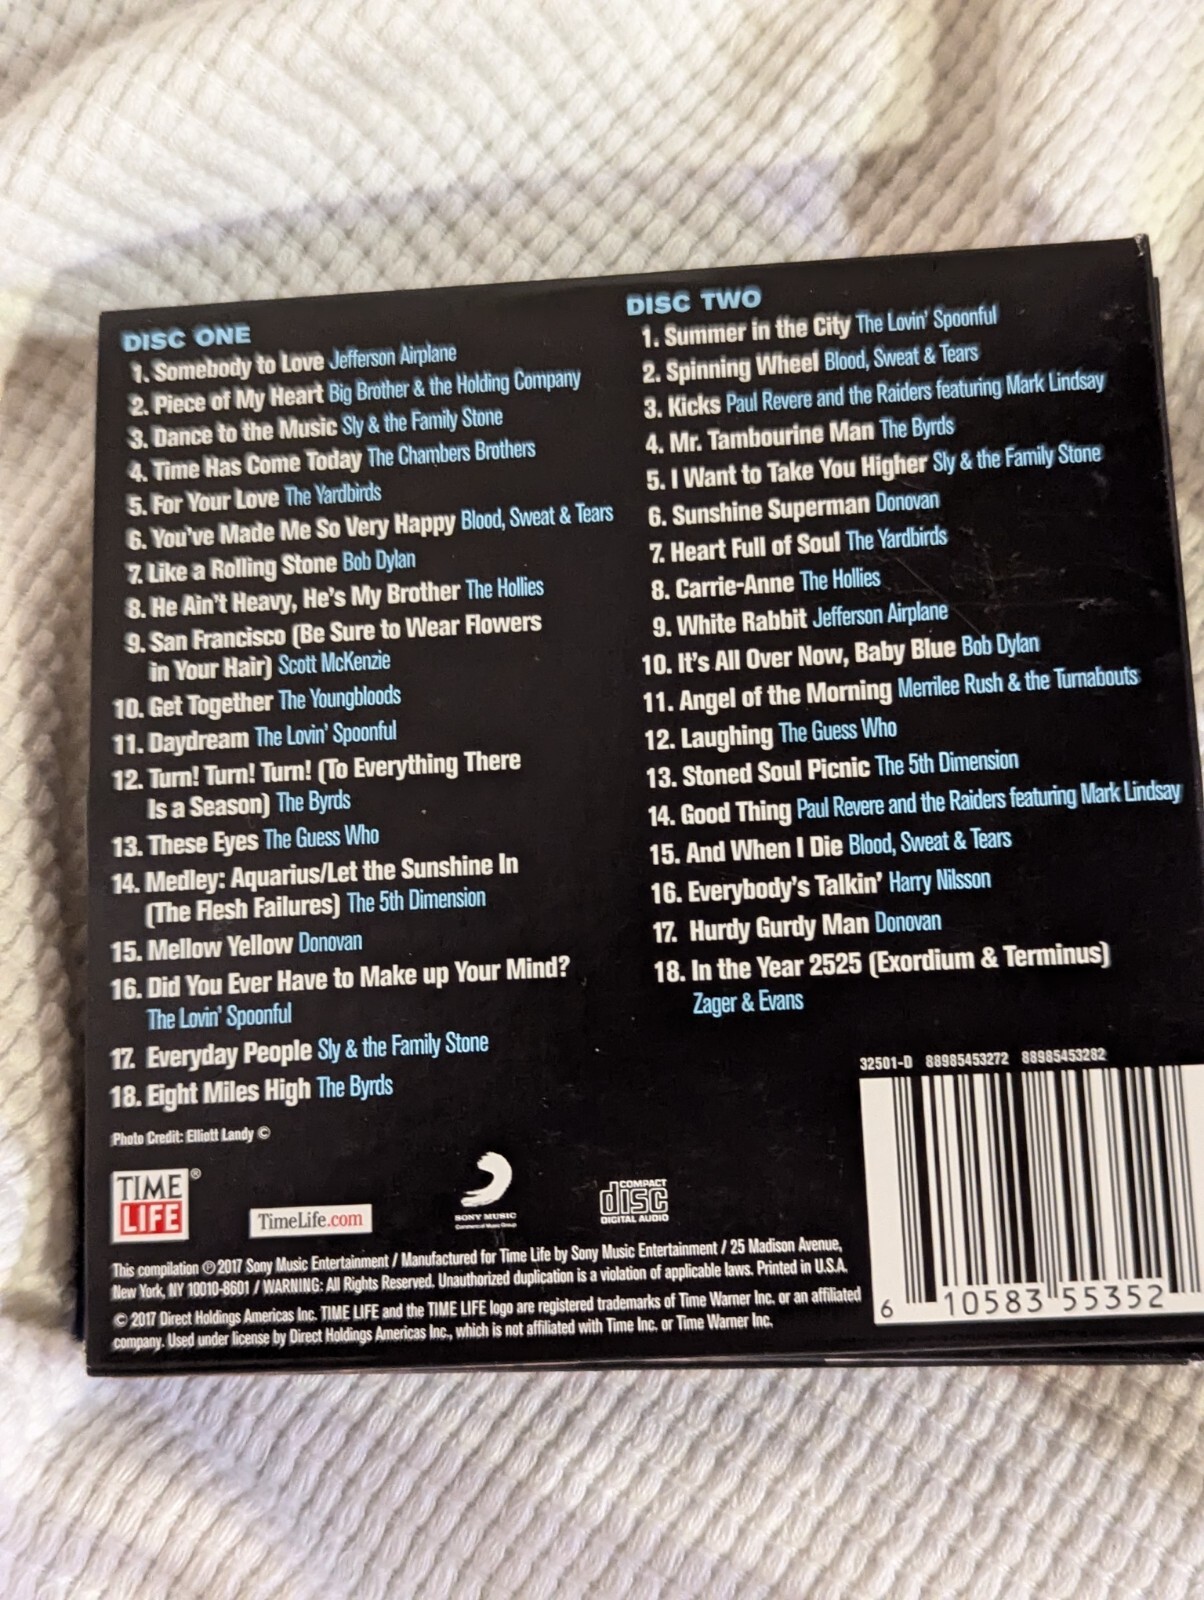 DISC ONE
1. Somebody to Love Jefferson Airplane
2. Piece of My Heart Big Brother & the Holding Company
3. Dance to the Music Sly & the Family Stone
4. Time Has Come Today The Chambers Brothers
5. For Your Love The Yardbirds
6. You've Made Me So Very Happy Blood, Sweat & Tears
7. Like a Rolling Stone Bob Dylan
8. He Ain't Heavy, He's My Brother The Hollies
9. San Francisco (Be Sure to Wear Flowers
in Your Hair) Scott McKenzie
10. Get Together The Youngbloods
11. Daydream The Lovin' Spoonful
12. Turn! Turn! Turn! (To Everything There
Is a Season) The Byrds
13. These Eyes The Guess Who
14. Medley: Aquarius/Let the Sunshine In
(The Flesh Failures) The 5th Dimension
15. Mellow Yellow Donovan
16. Did You Ever Have to Make up Your Mind?
The Lovin' Spoonful
17. Everyday People Sly & the Family Stone
18. Eight Miles High The Byrds
DISC TWO
1. Summer in the City The Lovin' Spoonful
2. Spinning Wheel Blood, Sweat & Tears
3. Kicks Paul Revere and the Raiders featuring Mark Lindsay
4. Mr. Tambourine Man The Byrds
5. I Want to Take You Higher Sly & the Family Stone
6. Sunshine Superman Donovan
7. Heart Full of Soul The Yardbirds
8. Carrie-Anne The Hollies
9. White Rabbit Jefferson Airplane
10. It's All Over Now, Baby Blue Bob Dylan
11. Angel of the Morning Merrilee Rush & the Turnabouts
12. Laughing The Guess Who
13. Stoned Soul Picnic The 5th Dimension
14. Good Thing Paul Revere and the Raiders featuring Mark Lindsay
15. And When I Die Blood, Sweat & Tears
16. Everybody's Talkin' Harry Nilsson
17. Hurdy Gurdy Man Donovan
18. In the Year 2525 (Exordium & Terminus)
Zager & Evans
32501-D 88985453272 88985453282
Photo Credit: Elliott Landy ©
TIME
LIFE
®
TimeLife.com
SONY MUSIC
COMPACT
disc
DIGITAL AUDIO
This compilation ℗ 2017 Sony Music Entertainment / Manufactured for Time Life by Sony Music Entertainment / 25 Madison Avenue,
New York, NY 10010-8601 / WARNING: All Rights Reserved. Unauthorized duplication is a violation of applicable laws. Printed in U.S.A.
© 2017 Direct Holdings Americas Inc. TIME LIFE and the TIME LIFE logo are registered trademarks of Time Warner Inc. or an affiliated
company. Used under license by Direct Holdings Americas Inc., which is not affiliated with Time Inc. or Time Warner Inc.
6 10583 55352